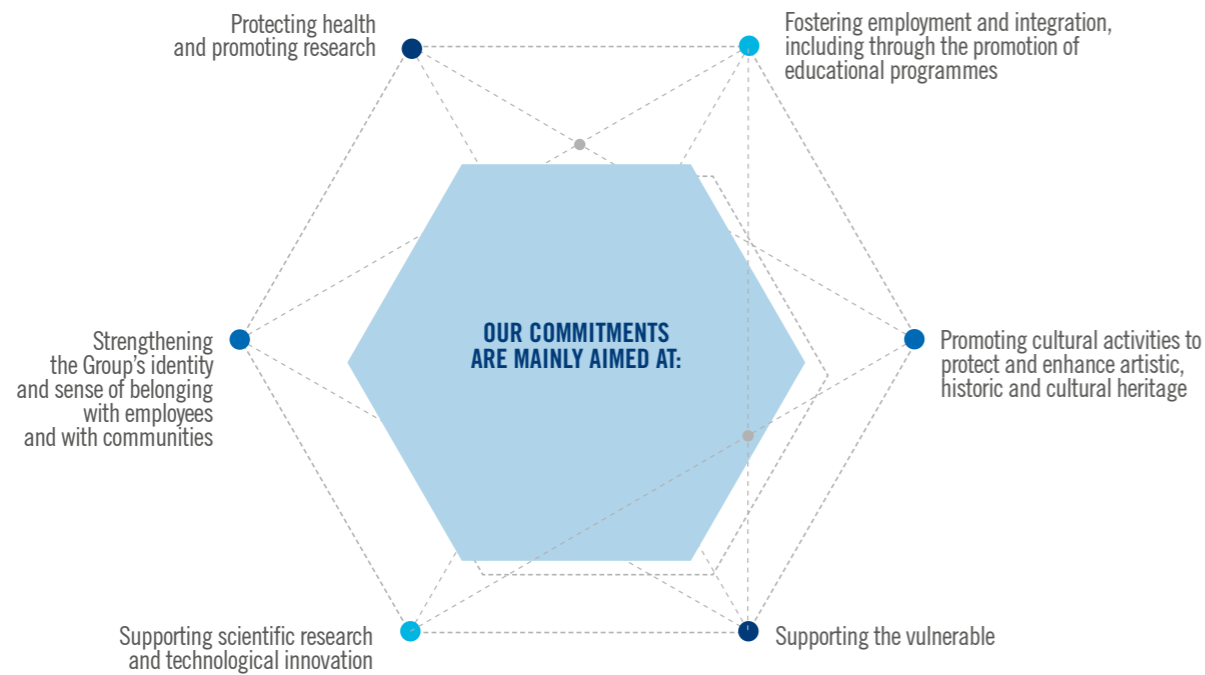 Protecting health
and promoting research
Fostering employment and integration,
including through the promotion of
educational programmes
OUR COMMITMENTS
ARE MAINLY AIMED AT:
Strengthening
the Group's identity
and sense of belonging
with employees
and with communities
Promoting cultural activities to
protect and enhance artistic,
historic and cultural heritage
Supporting scientific research
and technological innovation
Supporting the vulnerable